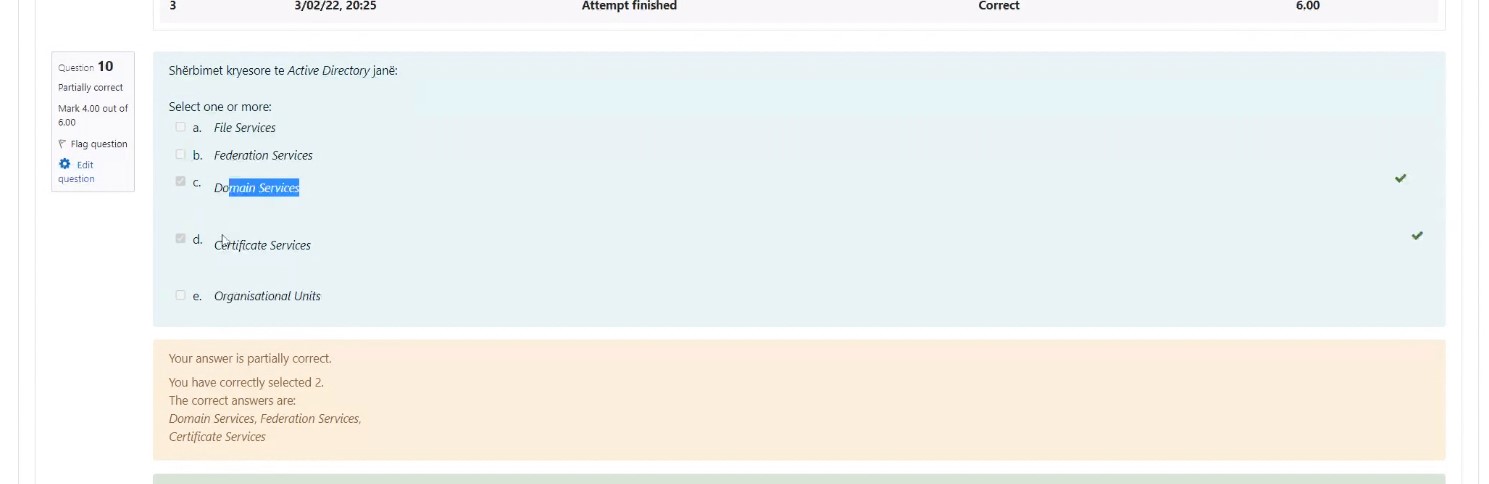 3 3/02/22, 20:25 Attempt finished Correct 6.00
Question 10
Partially correct
Mark 4.00 out of
6.00
Flag question
Edit
question
Shërbimet kryesore te Active Directory janë:
Select one or more:
a. File Services
b. Federation Services
c. Domain Services
d. Certificate Services
e. Organisational Units
Your answer is partially correct.
You have correctly selected 2.
The correct answers are:
Domain Services, Federation Services,
Certificate Services